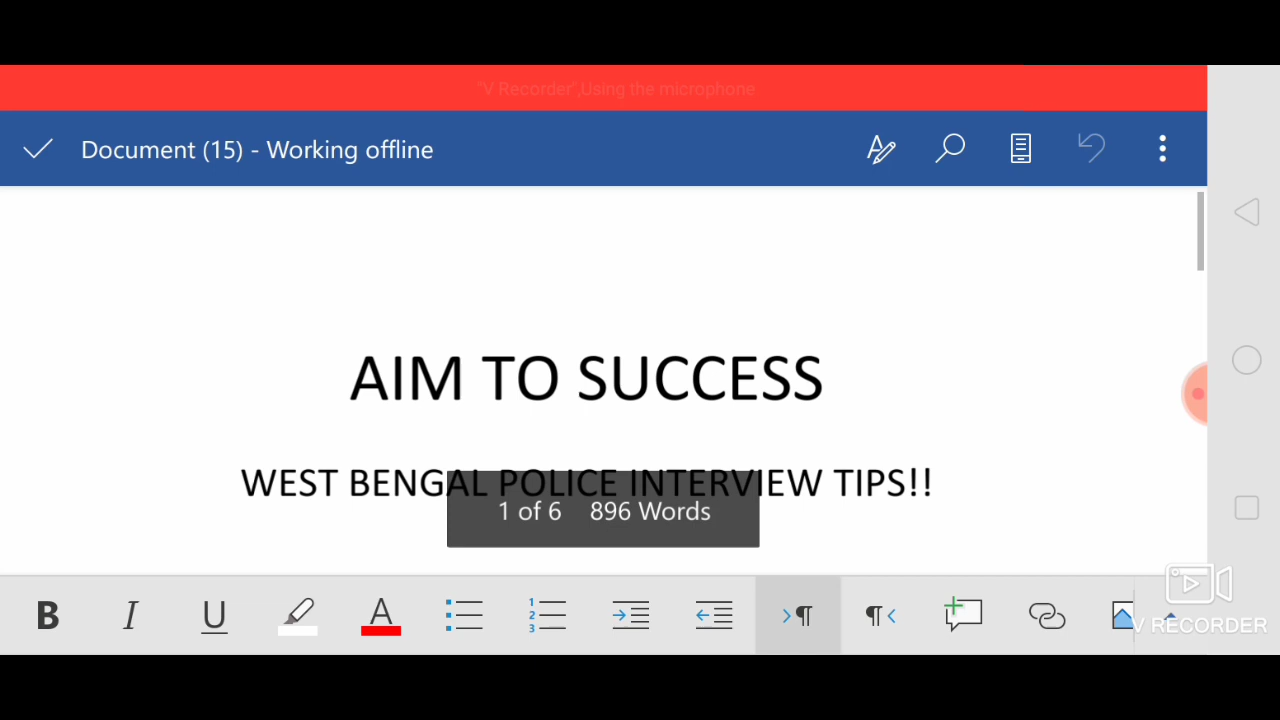 "V Recorder",Using the microphone
Document (15) - Working offline
AIM TO SUCCESS
WEST BENGAL POLICE INTERVIEW TIPS!!
1 of 6 896 Words
B I U A
V RECORDER